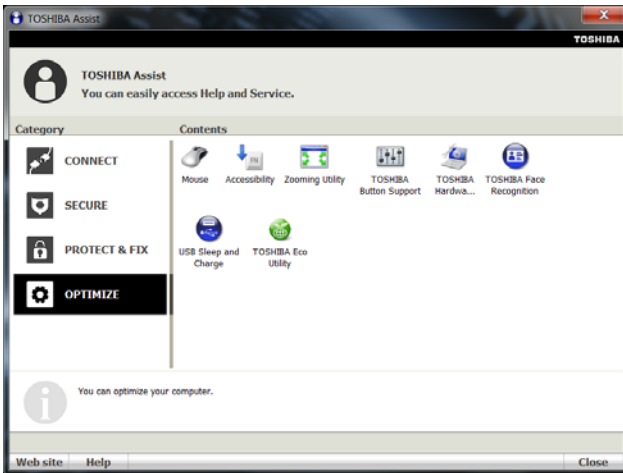 TOSHIBA Assist
TOSHIBA
TOSHIBA Assist
You can easily access Help and Service.
Category
Contents
CONNECT
SECURE
PROTECT & FIX
OPTIMIZE
Mouse
Accessibility
Zooming Utility
TOSHIBA
Button Support
TOSHIBA
Hardwa...
TOSHIBA Face
Recognition
USB Sleep and
Charge
TOSHIBA Eco
Utility
You can optimize your computer.
Web site
Help
Close